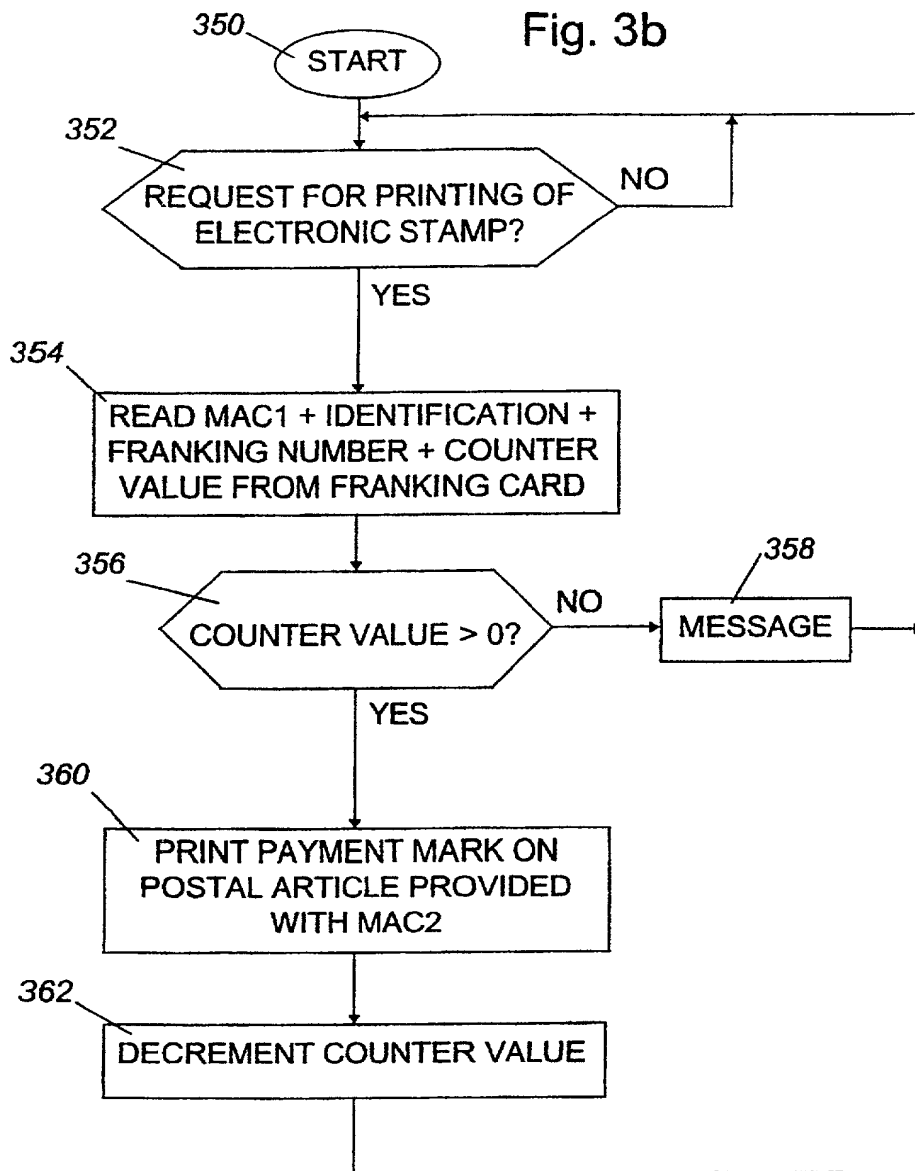 350
Fig. 3b
START
352
REQUEST FOR PRINTING OF
ELECTRONIC STAMP?
NO
YES
354
READ MAC1 + IDENTIFICATION +
FRANKING NUMBER + COUNTER
VALUE FROM FRANKING CARD
356
COUNTER VALUE > 0?
NO
358
MESSAGE
YES
360
PRINT PAYMENT MARK ON
POSTAL ARTICLE PROVIDED
WITH MAC2
362
DECREMENT COUNTER VALUE